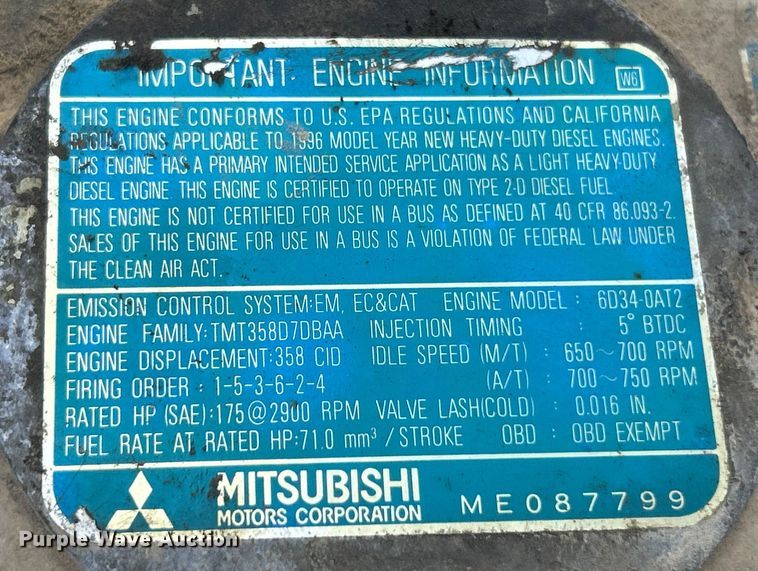 IMPORTANT ENGINE INFORMATION W6
THIS ENGINE CONFORMS TO U.S. EPA REGULATIONS AND CALIFORNIA
REGULATIONS APPLICABLE TO 1996 MODEL YEAR NEW HEAVY-DUTY DIESEL ENGINES.
THIS ENGINE HAS A PRIMARY INTENDED SERVICE APPLICATION AS A LIGHT HEAVY-DUTY
DIESEL ENGINE. THIS ENGINE IS CERTIFIED TO OPERATE ON TYPE 2-D DIESEL FUEL.
THIS ENGINE IS NOT CERTIFIED FOR USE IN A BUS AS DEFINED AT 40 CFR 86.093-2.
SALES OF THIS ENGINE FOR USE IN A BUS IS A VIOLATION OF FEDERAL LAW UNDER
THE CLEAN AIR ACT.
EMISSION CONTROL SYSTEM:EM, EC&CAT ENGINE MODEL : 6D34-0AT2
ENGINE FAMILY:TMT358D7DBAA INJECTION TIMING : 5° BTDC
ENGINE DISPLACEMENT:358 CID IDLE SPEED (M/T) : 650~700 RPM
FIRING ORDER : 1-5-3-6-2-4 (A/T) : 700~750 RPM
RATED HP (SAE):175@2900 RPM VALVE LASH(COLD) : 0.016 IN.
FUEL RATE AT RATED HP:71.0 mm³/STROKE OBD : OBD EXEMPT
MITSUBISHI
MOTORS CORPORATION ME087799
Purple Wave Auction